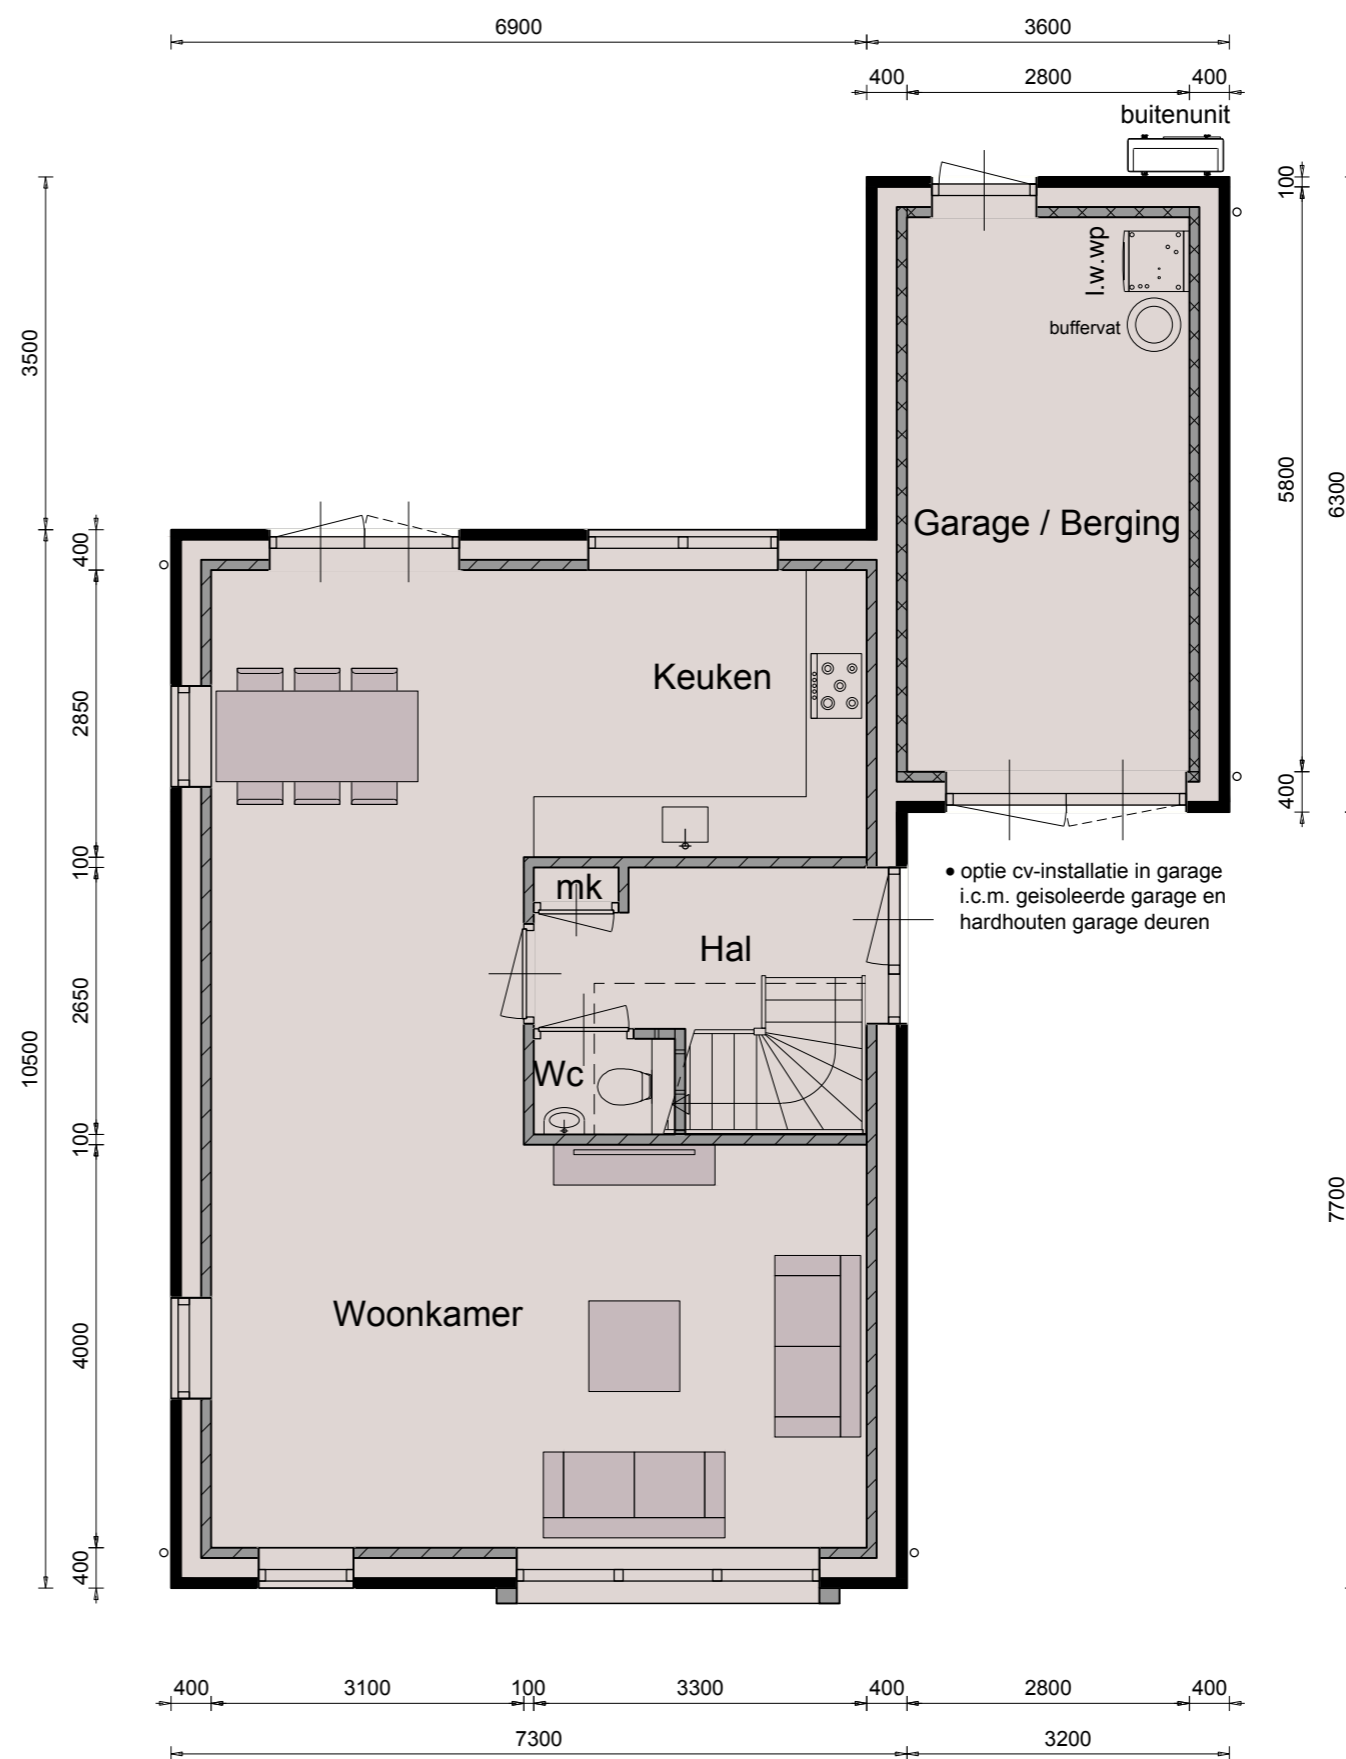 6900
3600
400
2800
400
buitenunit
100
l.w.wp
buffervat
3500
5800
6300
Garage / Berging
400
Keuken
2850
400
100
• optie cv-installatie in garage
i.c.m. geisoleerde garage en
hardhouten garage deuren
mk
Hal
2650
10500
Wc
100
7700
Woonkamer
4000
400
400
3100
100
3300
400
2800
400
7300
3200